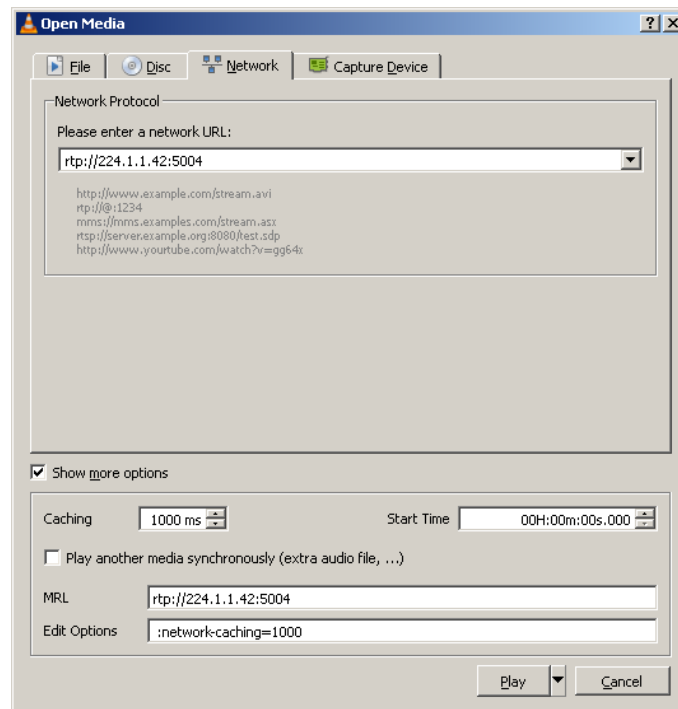 Open Media
File Disc Network Capture Device
Network Protocol
Please enter a network URL:
rtp://224.1.1.42:5004
http://www.example.com/stream.avi
rtp://@:1234
mms://mms.examples.com/stream.asx
rtsp://server.example.org:8080/test.sdp
http://www.yourtube.com/watch?v=gg64x
Show more options
Caching 1000 ms Start Time 00H:00m:00s.000
Play another media synchronously (extra audio file, ...)
MRL rtp://224.1.1.42:5004
Edit Options :network-caching=1000
Play Cancel